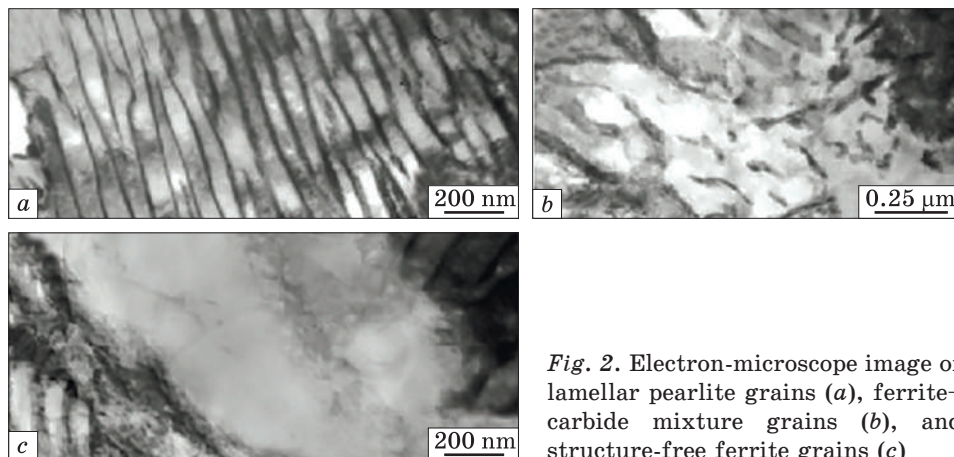 a
200 nm
b
0.25 μm
c
200 nm
Fig. 2. Electron-microscope image of
lamellar pearlite grains (a), ferrite–
carbide mixture grains (b), and
structure-free ferrite grains (c)